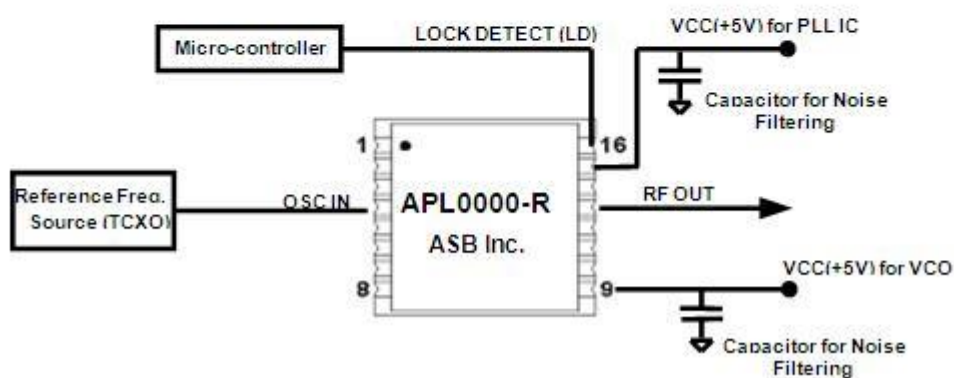 LOCK DETECT (LD)
VCC(+5V) for PLL IC
Micro-controller
Capacitor for Noise
Filtering
1
16
Reference Freq.
Source (TCXO)
OSC IN
APL0000-R
ASB Inc.
RF OUT
8
9
VCC(+5V) for VCO
Capacitor for Noise
Filtering